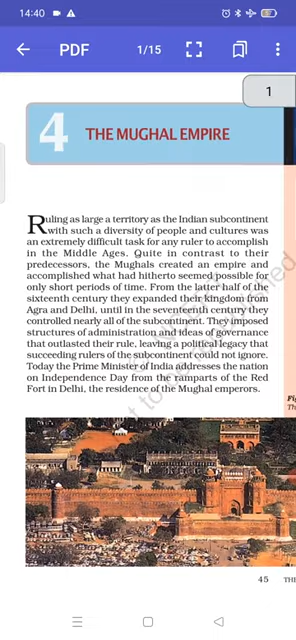 14:40
PDF
1/15
1
4
THE MUGHAL EMPIRE
Ruling as large a territory as the Indian subcontinent
with such a diversity of people and cultures was
an extremely difficult task for any ruler to accomplish
in the Middle Ages. Quite in contrast to their
predecessors, the Mughals created an empire and
accomplished what had hitherto seemed possible for
only short periods of time. From the latter half of the
sixteenth century they expanded their kingdom from
Agra and Delhi, until in the seventeenth century they
controlled nearly all of the subcontinent. They imposed
structures of administration and ideas of governance
that outlasted their rule, leaving a political legacy that
succeeding rulers of the subcontinent could not ignore.
Today the Prime Minister of India addresses the nation
on Independence Day from the ramparts of the Red
Fort in Delhi, the residence of the Mughal emperors.
45